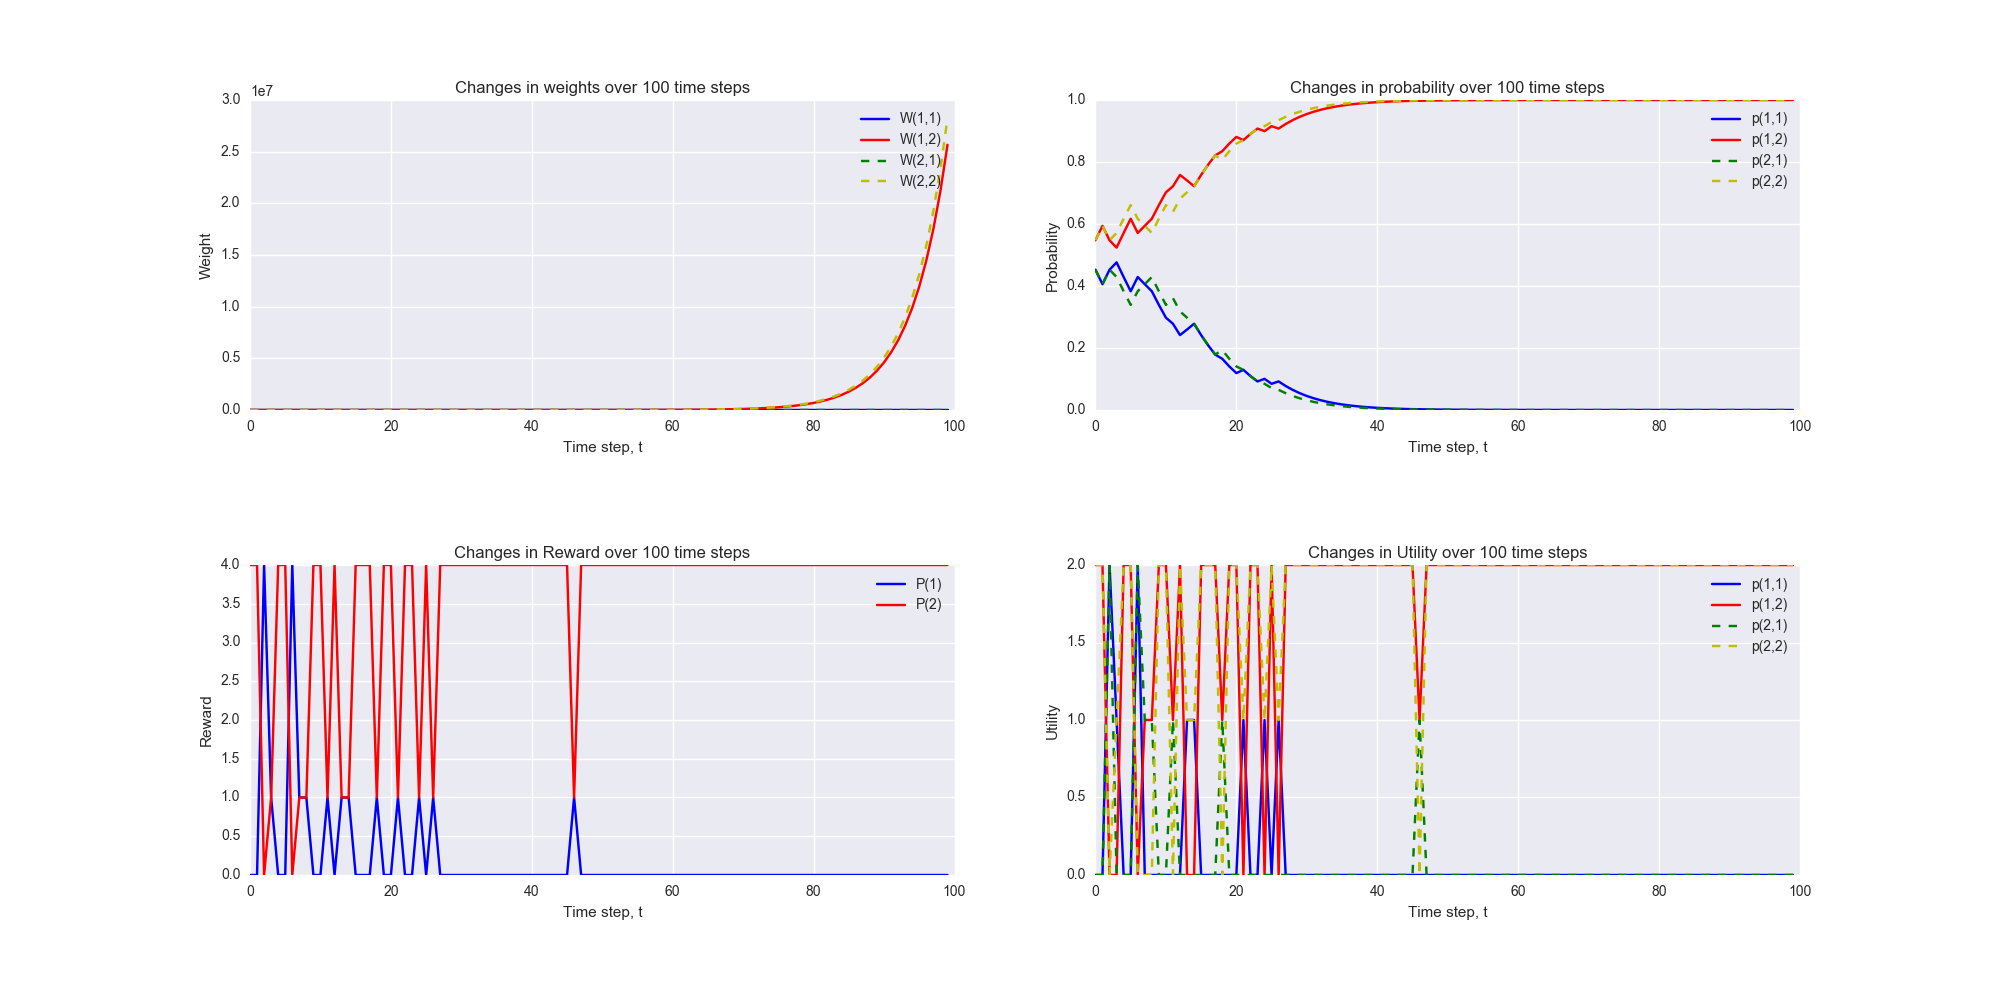 Changes in weights over 100 time steps
1e7
3.0
2.5
2.0
1.5
1.0
0.5
0.0
Weight
W(1,1)
W(1,2)
W(2,1)
W(2,2)
0 20 40 60 80 100
Time step, t
Changes in probability over 100 time steps
1.0
0.8
0.6
0.4
0.2
0.0
Probability
p(1,1)
p(1,2)
p(2,1)
p(2,2)
0 20 40 60 80 100
Time step, t
Changes in Reward over 100 time steps
4.0
3.5
3.0
2.5
2.0
1.5
1.0
0.5
0.0
Reward
P(1)
P(2)
0 20 40 60 80 100
Time step, t
Changes in Utility over 100 time steps
2.0
1.5
1.0
0.5
0.0
Utility
p(1,1)
p(1,2)
p(2,1)
p(2,2)
0 20 40 60 80 100
Time step, t